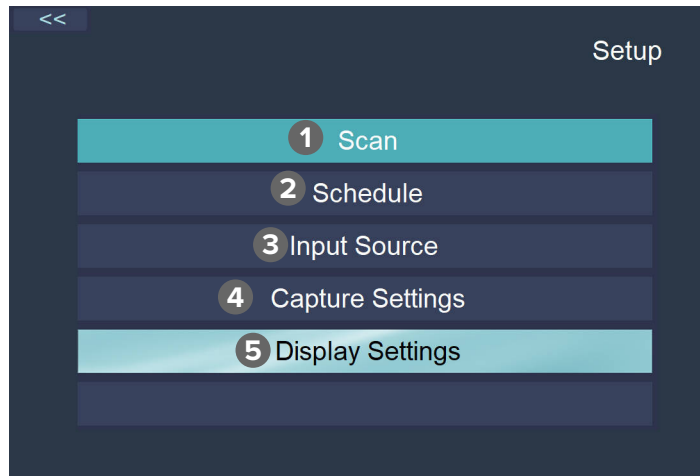 <<
Setup
1 Scan
2 Schedule
3 Input Source
4 Capture Settings
5 Display Settings